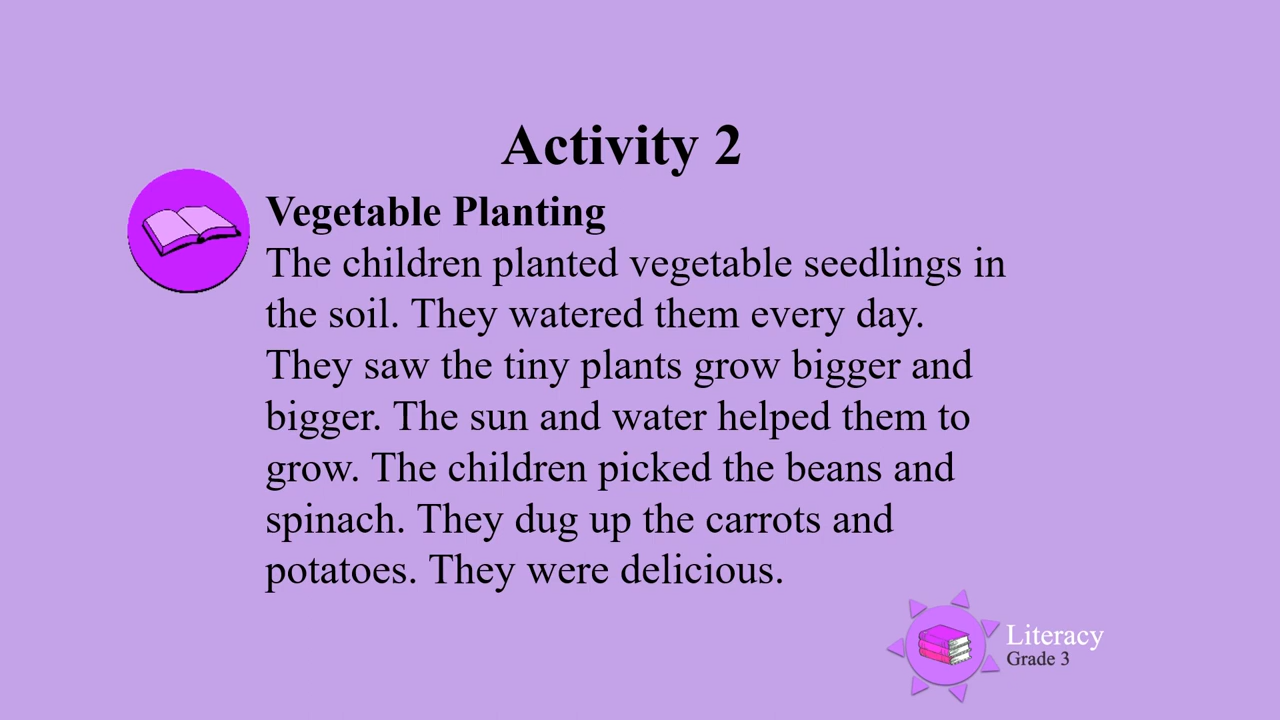 Activity 2
Vegetable Planting
The children planted vegetable seedlings in
the soil. They watered them every day.
They saw the tiny plants grow bigger and
bigger. The sun and water helped them to
grow. The children picked the beans and
spinach. They dug up the carrots and
potatoes. They were delicious.
Literacy
Grade 3